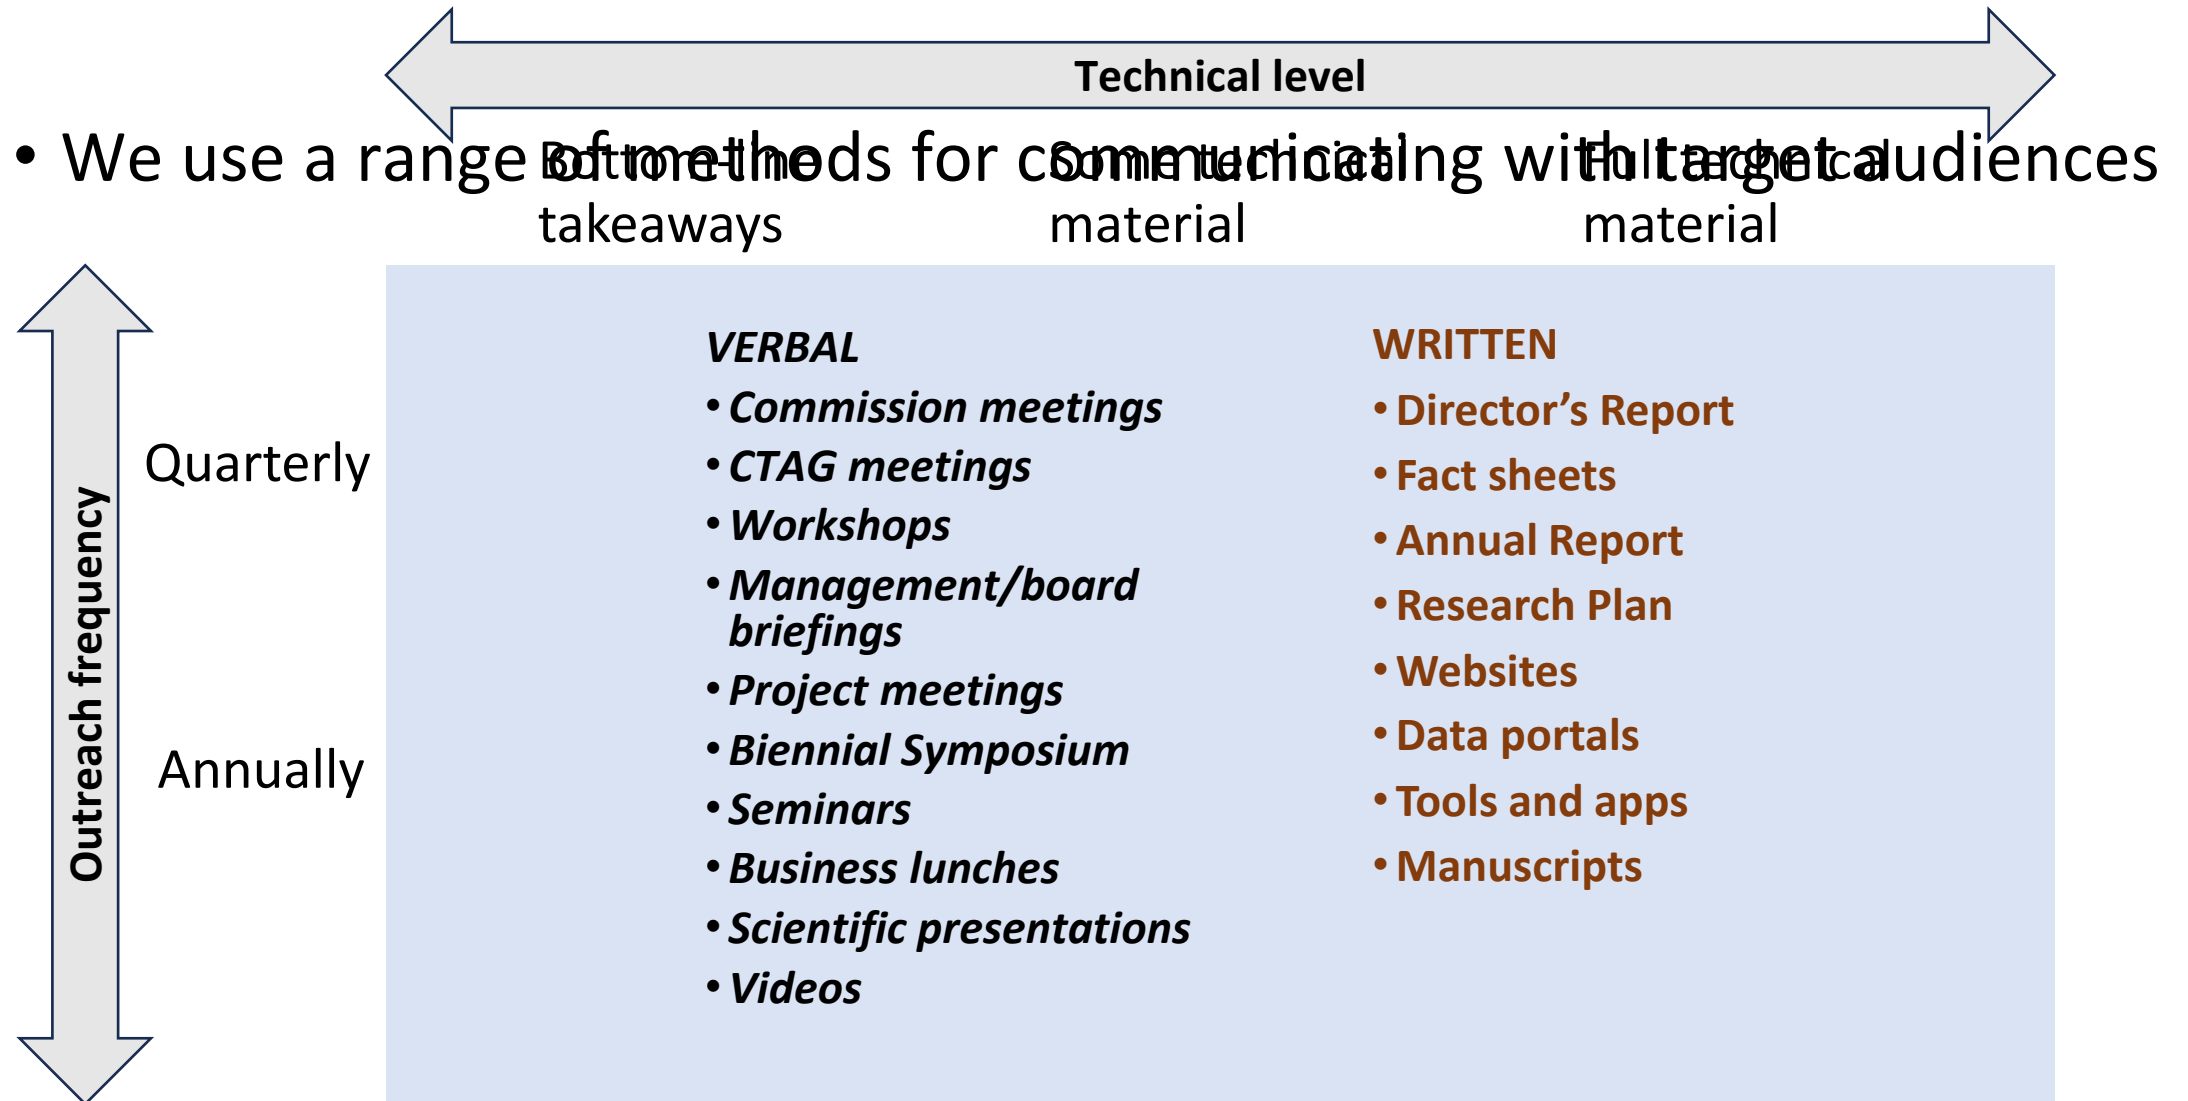 Technical level
• We use a range of methods for communicating with target audiences
Bottom-line
takeaways
Some technical
material
Full technical
material
Outreach frequency
Quarterly
Annually
VERBAL
• Commission meetings
• CTAG meetings
• Workshops
• Management/board
briefings
• Project meetings
• Biennial Symposium
• Seminars
• Business lunches
• Scientific presentations
• Videos
WRITTEN
• Director’s Report
• Fact sheets
• Annual Report
• Research Plan
• Websites
• Data portals
• Tools and apps
• Manuscripts